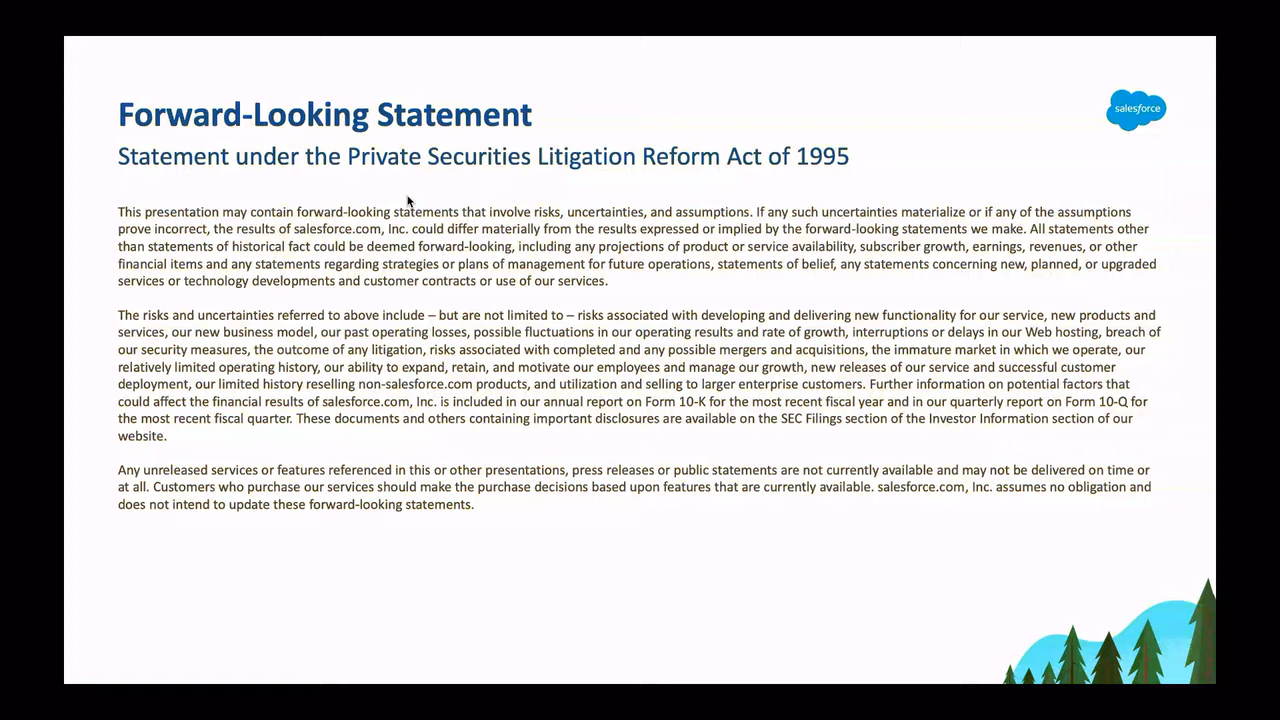 Forward-Looking Statement
salesforce
Statement under the Private Securities Litigation Reform Act of 1995
This presentation may contain forward-looking statements that involve risks, uncertainties, and assumptions. If any such uncertainties materialize or if any of the assumptions
prove incorrect, the results of salesforce.com, Inc. could differ materially from the results expressed or implied by the forward-looking statements we make. All statements other
than statements of historical fact could be deemed forward-looking, including any projections of product or service availability, subscriber growth, earnings, revenues, or other
financial items and any statements regarding strategies or plans of management for future operations, statements of belief, any statements concerning new, planned, or upgraded
services or technology developments and customer contracts or use of our services.
The risks and uncertainties referred to above include – but are not limited to – risks associated with developing and delivering new functionality for our service, new products and
services, our new business model, our past operating losses, possible fluctuations in our operating results and rate of growth, interruptions or delays in our Web hosting, breach of
our security measures, the outcome of any litigation, risks associated with completed and any possible mergers and acquisitions, the immature market in which we operate, our
relatively limited operating history, our ability to expand, retain, and motivate our employees and manage our growth, new releases of our service and successful customer
deployment, our limited history reselling non-salesforce.com products, and utilization and selling to larger enterprise customers. Further information on potential factors that
could affect the financial results of salesforce.com, Inc. is included in our annual report on Form 10-K for the most recent fiscal year and in our quarterly report on Form 10-Q for
the most recent fiscal quarter. These documents and others containing important disclosures are available on the SEC Filings section of the Investor Information section of our
website.
Any unreleased services or features referenced in this or other presentations, press releases or public statements are not currently available and may not be delivered on time or
at all. Customers who purchase our services should make the purchase decisions based upon features that are currently available. salesforce.com, Inc. assumes no obligation and
does not intend to update these forward-looking statements.